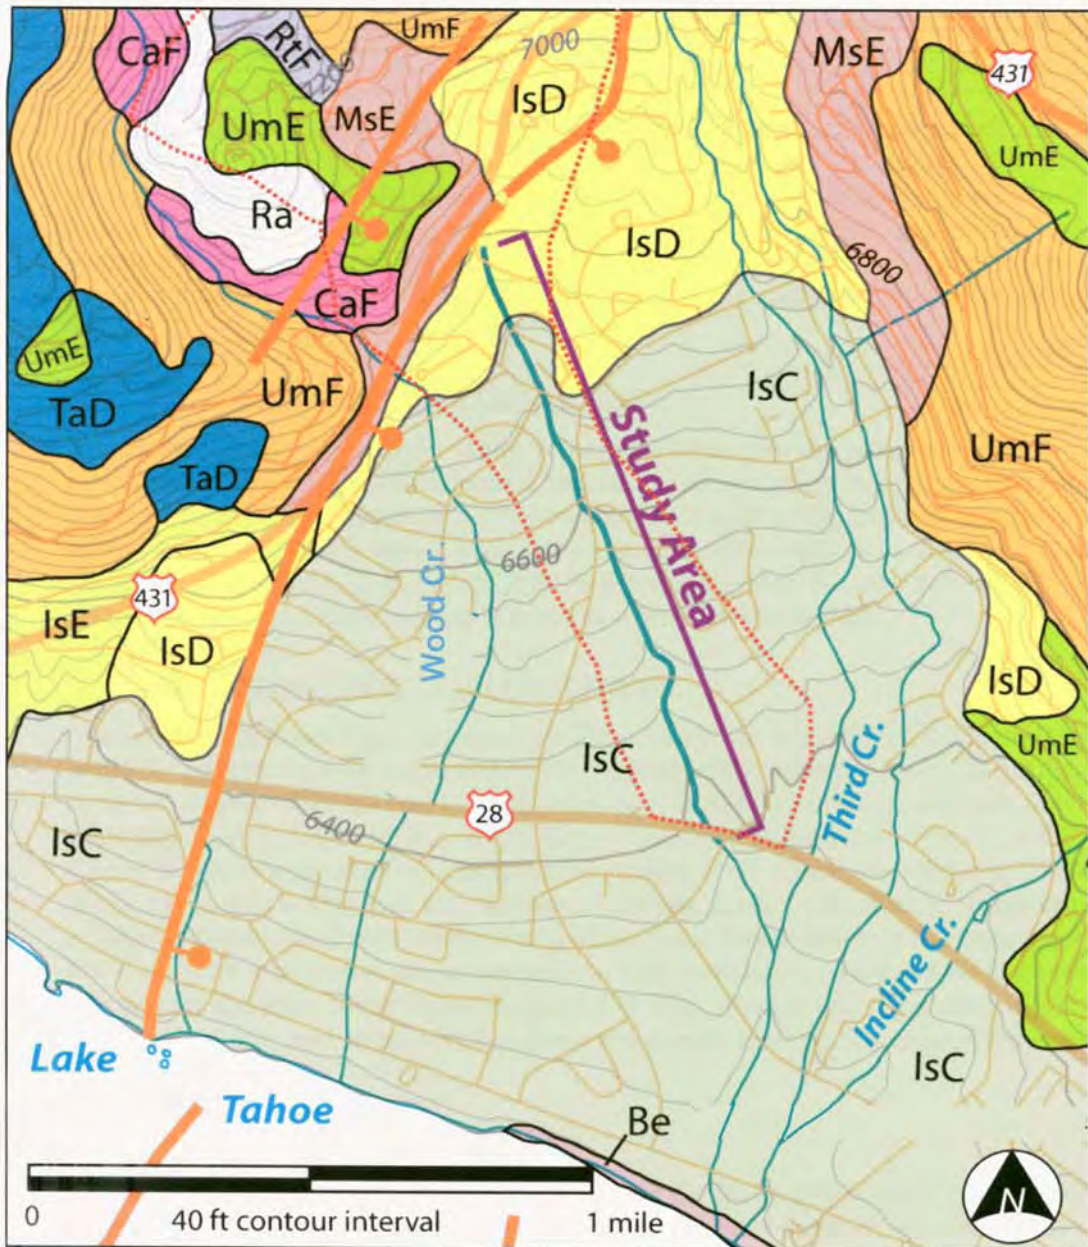 CaF
RtF
7200
UmF
7000
MsE
431
IsD
UmE
MsE
UmE
Ra
IsD
6800
CaF
UmE
TaD
UmF
IsC
Study Area
UmF
TaD
6600
Wood Cr.
431
IsE
IsD
IsD
UmE
IsC
Third Cr.
28
6400
IsC
Incline Cr.
Lake
Tahoe
IsC
Be
0
40 ft contour interval
1 mile
N